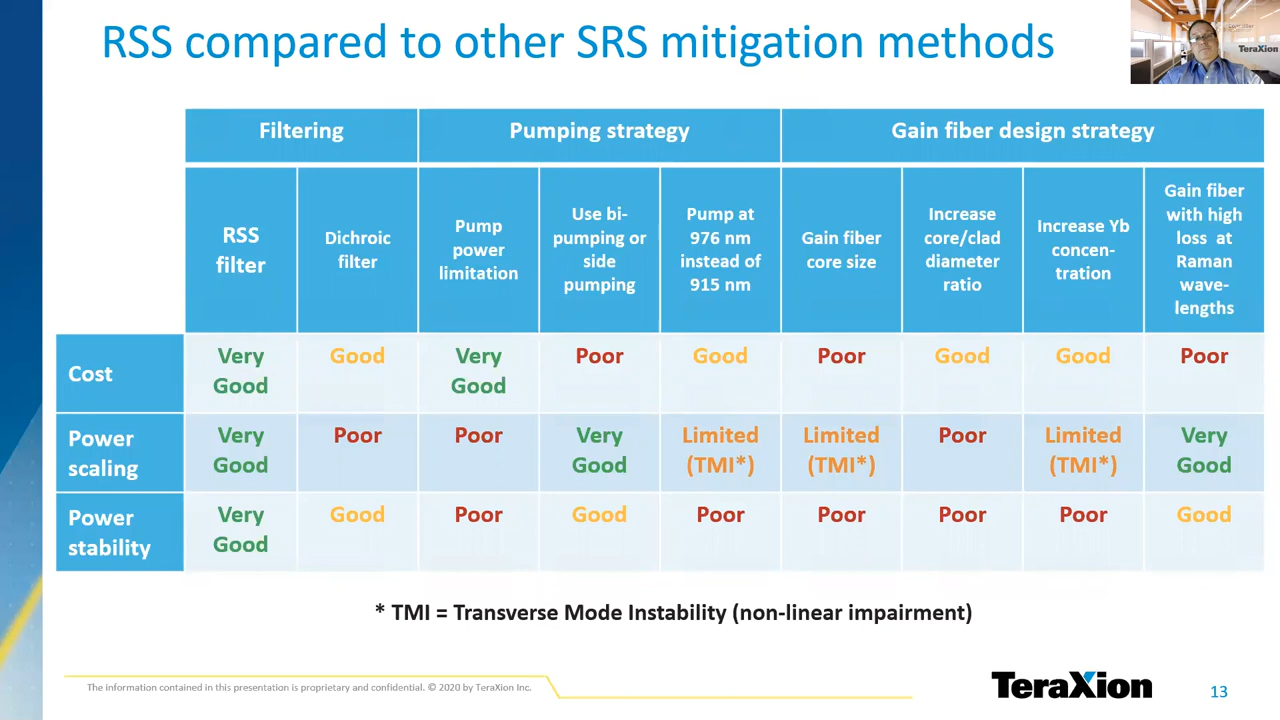 RSS compared to other SRS mitigation methods
TeraXion
Filtering
Pumping strategy
Gain fiber design strategy
RSS
filter
Dichroic
filter
Pump
power
limitation
Use bi-
pumping or
side
pumping
Pump at
976 nm
instead of
915 nm
Gain fiber
core size
Increase
core/clad
diameter
ratio
Increase Yb
concen-
tration
Gain fiber
with high
loss at
Raman
wave-
lengths
Cost
Very
Good
Good
Very
Good
Poor
Good
Poor
Good
Good
Poor
Power
scaling
Very
Good
Poor
Poor
Very
Good
Limited
(TMI*)
Limited
(TMI*)
Poor
Limited
(TMI*)
Very
Good
Power
stability
Very
Good
Good
Poor
Good
Poor
Poor
Poor
Poor
Good
* TMI = Transverse Mode Instability (non-linear impairment)
The information contained in this presentation is proprietary and confidential. © 2020 by TeraXion Inc.
TeraXion
13